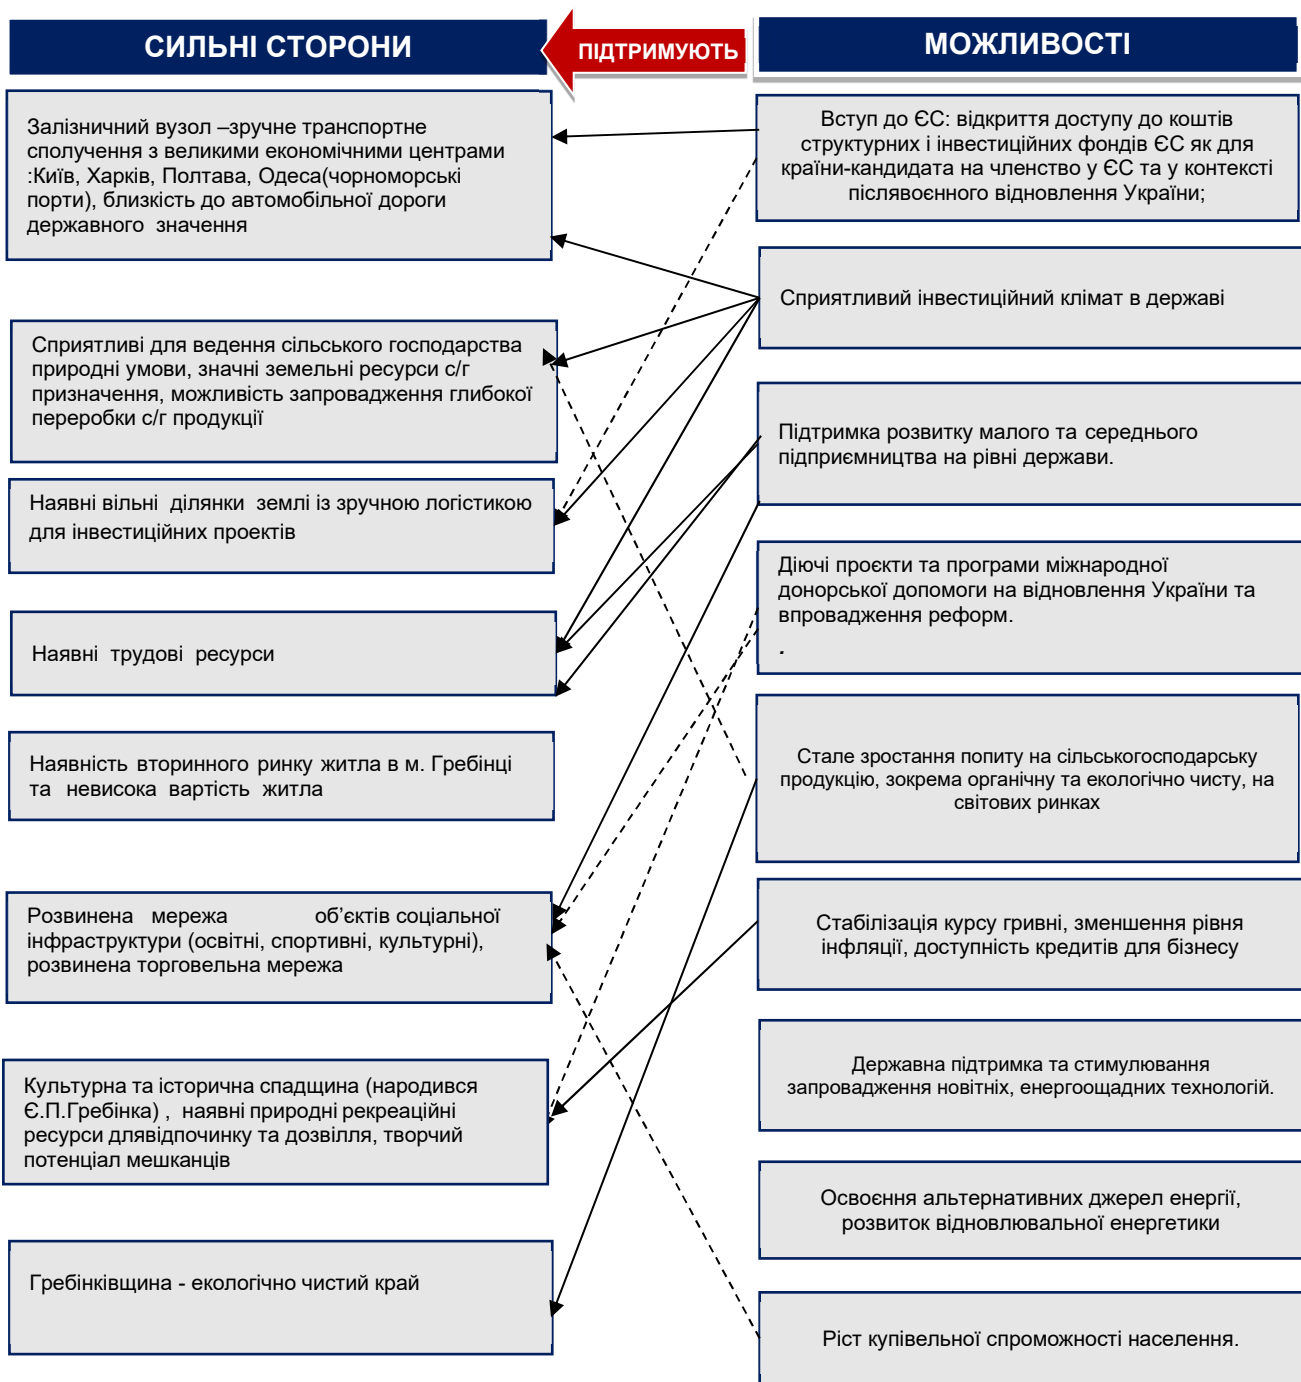 СИЛЬНІ СТОРОНИ
ПІДТРИМУЮТЬ
МОЖЛИВОСТІ
Залізничний вузол –зручне транспортне
сполучення з великими економічними центрами
:Київ, Харків, Полтава, Одеса(чорноморські
порти), близкість до автомобільної дороги
державного значення
Сприятливі для ведення сільського господарства
природні умови, значні земельні ресурси с/г
призначення, можливість запровадження глибокої
переробки с/г продукції
Наявні вільні ділянки землі із зручною логістикою
для інвестиційних проектів
Наявні трудові ресурси
Наявність вторинного ринку житла в м. Гребінці
та невисока вартість житла
Розвинена мережа об’єктів соціальної
інфраструктури (освітні, спортивні, культурні),
розвинена торговельна мережа
Культурна та історична спадщина (народився
Є.П.Гребінка) , наявні природні рекреаційні
ресурси длявідпочинку та дозвілля, творчий
потенціал мешканців
Гребінківщина - екологічно чистий край
Вступ до ЄС: відкриття доступу до коштів
структурних і інвестиційних фондів ЄС як для
країни-кандидата на членство у ЄС та у контексті
післявоєнного відновлення України;
Сприятливий інвестиційний клімат в державі
Підтримка розвитку малого та середнього
підприємництва на рівні держави.
Діючі проєкти та програми міжнародної
донорської допомоги на відновлення України та
впровадження реформ.
.
Стале зростання попиту на сільськогосподарську
продукцію, зокрема органічну та екологічно чисту, на
світових ринках
Стабілізація курсу гривні, зменшення рівня
інфляції, доступність кредитів для бізнесу
Державна підтримка та стимулювання
запровадження новітніх, енергоощадних технологій.
Освоєння альтернативних джерел енергії,
розвиток відновлювальної енергетики
Ріст купівельної спроможності населення.